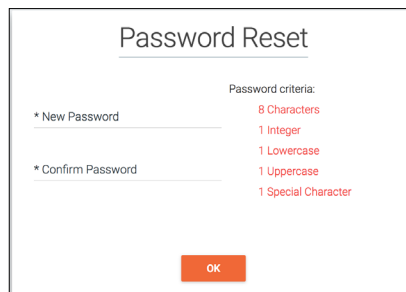 Password Reset
Password criteria:
8 Characters
* New Password
1 Integer
1 Lowercase
* Confirm Password
1 Uppercase
1 Special Character
OK